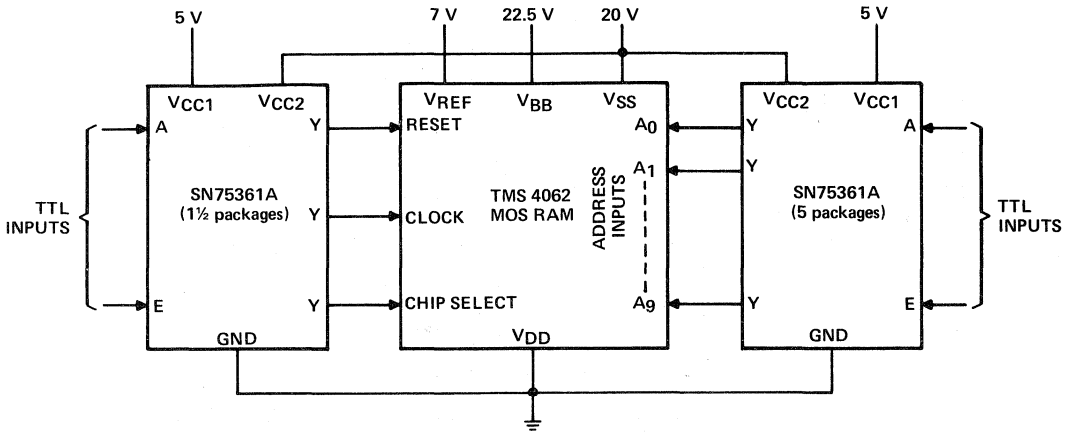 5 V
7 V
22.5 V
20 V
5 V
VCC1
VCC2
VREF
VBB
VSS
VCC2
VCC1
A
Y
RESET
A0
Y
A
A1
Y
SN75361A
(1½ packages)
TMS 4062
MOS RAM
ADDRESS
INPUTS
SN75361A
(5 packages)
TTL
INPUTS
Y
CLOCK
TTL
INPUTS
E
Y
CHIP SELECT
A9
Y
E
GND
VDD
GND